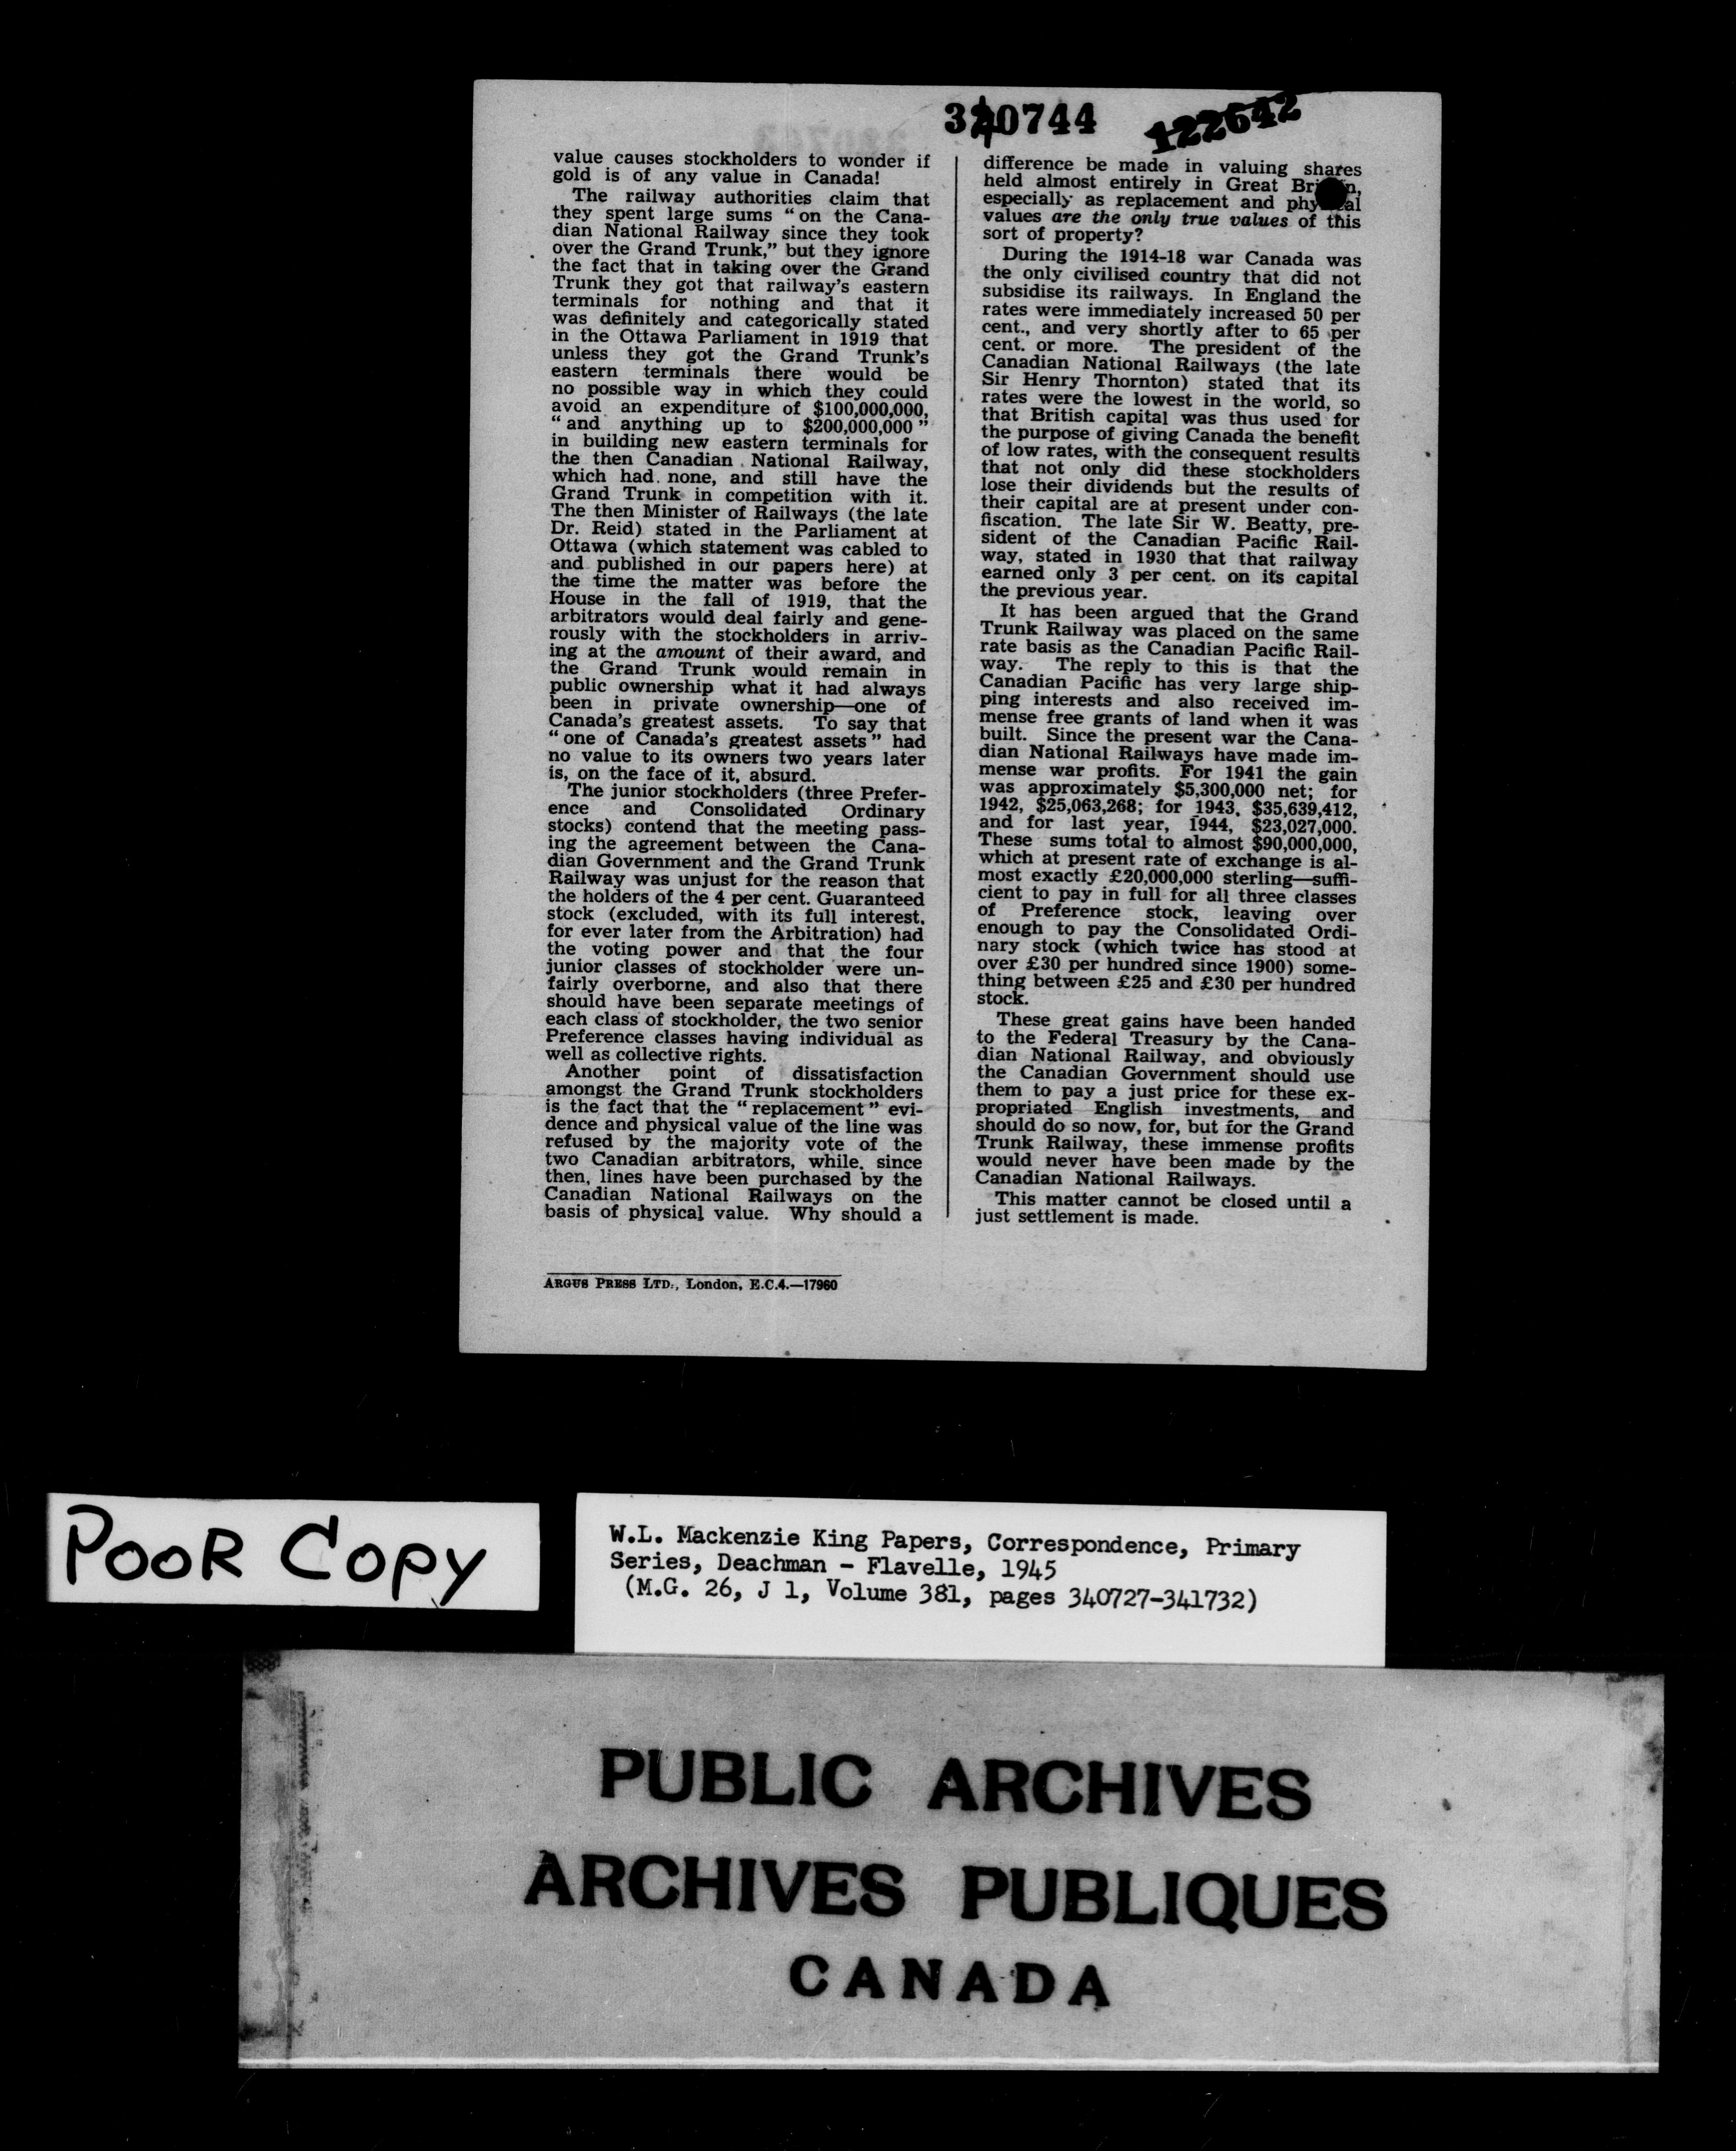 340744
122642
value causes stockholders to wonder if
gold is of any value in Canada!
The railway authorities claim that
they spent large sums “on the Cana-
dian National Railway since they took
over the Grand Trunk,” but they ignore
the fact that in taking over the Grand
Trunk they got that railway's eastern
terminals for nothing and that it
was definitely and categorically stated
in the Ottawa Parliament in 1919 that
unless they got the Grand Trunk's
eastern terminals there would be
no possible way in which they could
avoid an expenditure of $100,000,000,
“and anything up to $200,000,000”
in building new eastern terminals for
the then Canadian National Railway,
which had none, and still have the
Grand Trunk in competition with it.
The then Minister of Railways (the late
Dr. Reid) stated in the Parliament at
Ottawa (which statement was cabled to
and published in our papers here) at
the time the matter was before the
House in the fall of 1919, that the
arbitrators would deal fairly and gene-
rously with the stockholders in arriv-
ing at the amount of their award, and
the Grand Trunk would remain in
public ownership what it had always
been in private ownership—one of
Canada's greatest assets. To say that
“one of Canada's greatest assets” had
no value to its owners two years later
is, on the face of it, absurd.
The junior stockholders (three Prefer-
ence and Consolidated Ordinary
stocks) contend that the meeting pass-
ing the agreement between the Cana-
dian Government and the Grand Trunk
Railway was unjust for the reason that
the holders of the 4 per cent. Guaranteed
stock (excluded, with its full interest,
for ever later from the Arbitration) had
the voting power and that the four
junior classes of stockholder were un-
fairly overborne, and also that there
should have been separate meetings of
each class of stockholder, the two senior
Preference classes having individual as
well as collective rights.
Another point of dissatisfaction
amongst the Grand Trunk stockholders
is the fact that the “replacement” evi-
dence and physical value of the line was
refused by the majority vote of the
two Canadian arbitrators, while, since
then, lines have been purchased by the
Canadian National Railways on the
basis of physical value. Why should a
difference be made in valuing shares
held almost entirely in Great Britain,
especially as replacement and physical
values are the only true values of this
sort of property?
During the 1914-18 war Canada was
the only civilised country that did not
subsidise its railways. In England the
rates were immediately increased 50 per
cent., and very shortly after to 65 per
cent. or more. The president of the
Canadian National Railways (the late
Sir Henry Thornton) stated that its
rates were the lowest in the world, so
that British capital was thus used for
the purpose of giving Canada the benefit
of low rates, with the consequent results
that not only did these stockholders
lose their dividends but the results of
their capital are at present under con-
fiscation. The late Sir W. Beatty, pre-
sident of the Canadian Pacific Rail-
way, stated in 1930 that that railway
earned only 3 per cent. on its capital
the previous year.
It has been argued that the Grand
Trunk Railway was placed on the same
rate basis as the Canadian Pacific Rail-
way. The reply to this is that the
Canadian Pacific has very large ship-
ping interests and also received im-
mense free grants of land when it was
built. Since the present war the Cana-
dian National Railways have made im-
mense war profits. For 1941 the gain
was approximately $5,300,000 net; for
1942, $25,063,268; for 1943, $35,639,412,
and for last year, 1944, $23,027,000.
These sums total to almost $90,000,000,
which at present rate of exchange is al-
most exactly £20,000,000 sterling—suffi-
cient to pay in full for all three classes
of Preference stock, leaving over
enough to pay the Consolidated Ordi-
nary stock (which twice has stood at
over £30 per hundred since 1900) some-
thing between £25 and £30 per hundred
stock.
These great gains have been handed
to the Federal Treasury by the Cana-
dian National Railway, and obviously
the Canadian Government should use
them to pay a just price for these ex-
propriated English investments, and
should do so now, for, but for the Grand
Trunk Railway, these immense profits
would never have been made by the
Canadian National Railways.
This matter cannot be closed until a
just settlement is made.
ARGUS PRESS LTD., London, E.C.4.—17960
POOR COPY
W.L. Mackenzie King Papers, Correspondence, Primary
Series, Deachman - Flavelle, 1945
(M.G. 26, J 1, Volume 381, pages 340727-341732)
PUBLIC ARCHIVES
ARCHIVES PUBLIQUES
CANADA